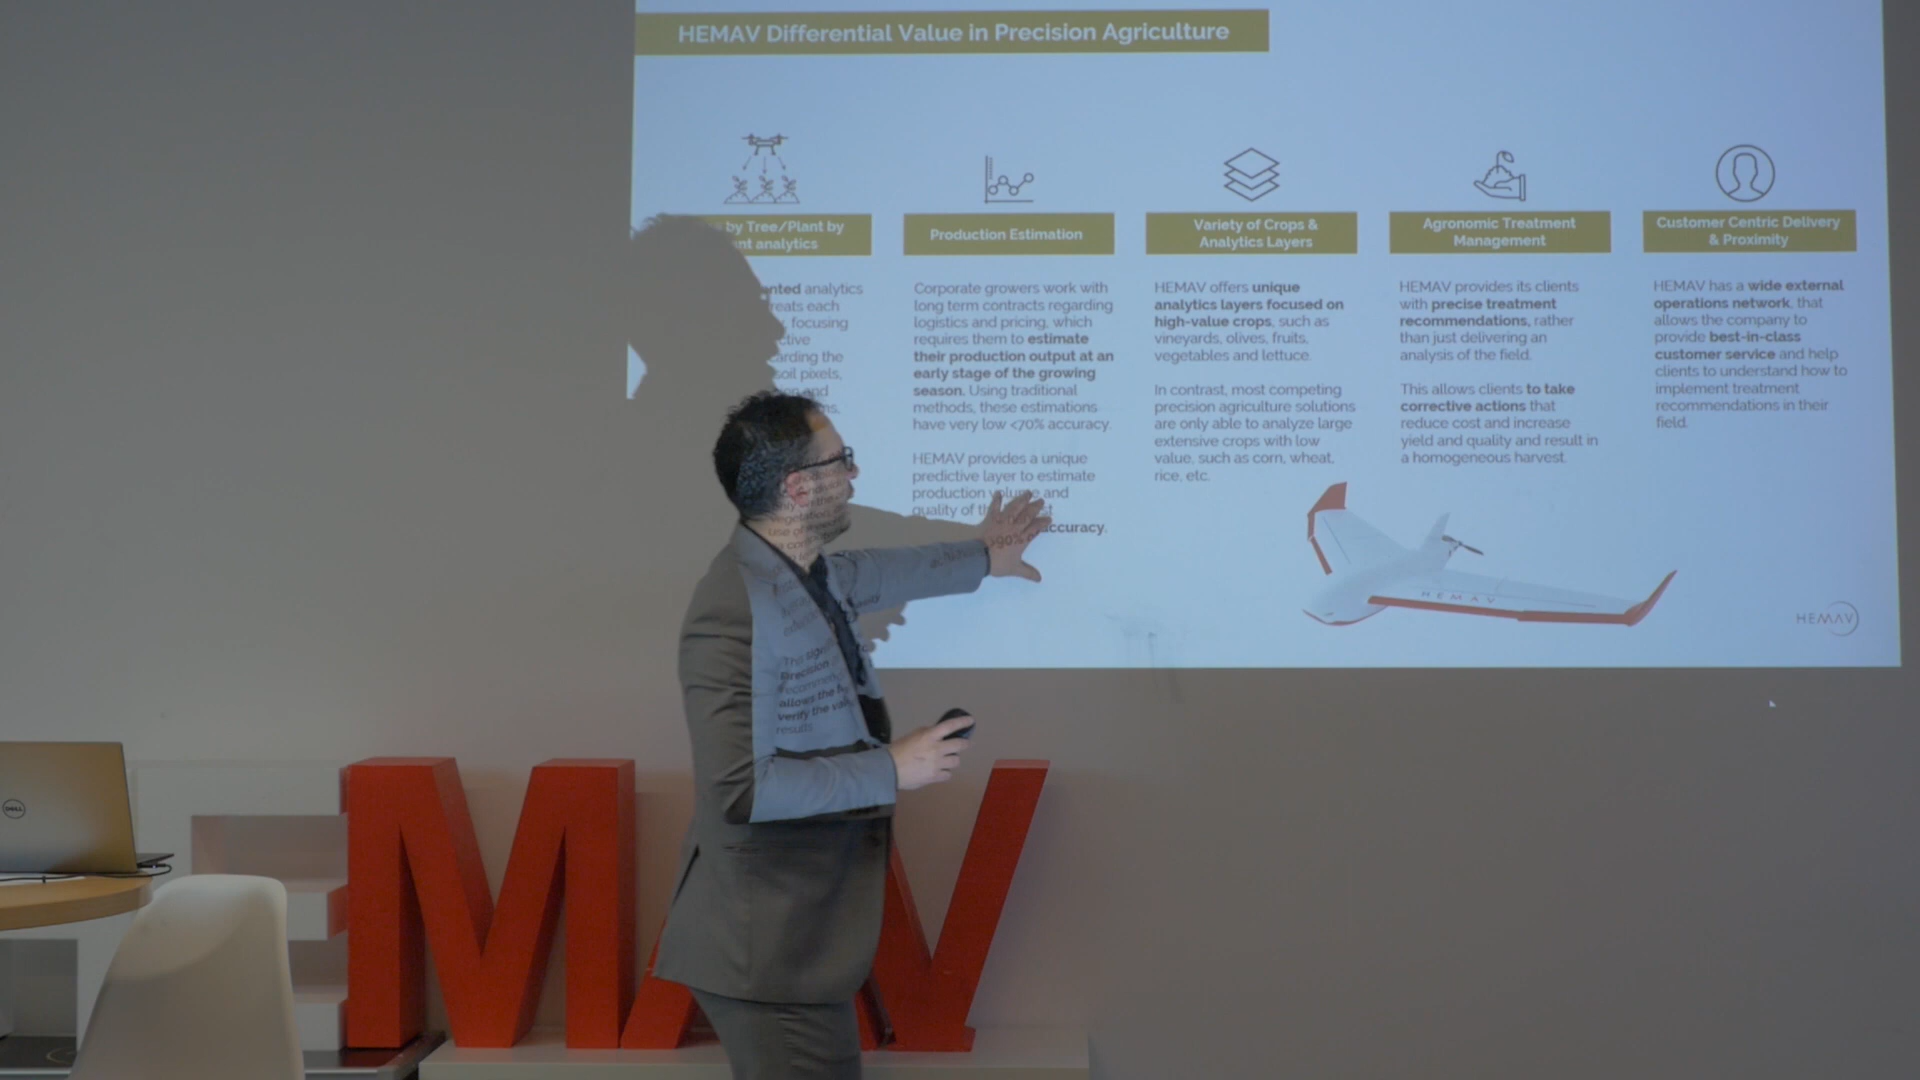 HEMAV Differential Value in Precision Agriculture
by Tree/Plant by
analytics
analytics
each
focusing
the
soil pixels,
and
Production Estimation
Corporate growers work with
long term contracts regarding
logistics and pricing, which
requires them to estimate
their production output at an
early stage of the growing
season. Using traditional
methods, these estimations
have very low <70% accuracy.
HEMAV provides a unique
predictive layer to estimate
production volume and
quality of
>90%
accuracy.
Variety of Crops &
Analytics Layers
HEMAV offers unique
analytics layers focused on
high-value crops, such as
vineyards, olives, fruits,
vegetables and lettuce.
In contrast, most competing
precision agriculture solutions
are only able to analyze large
extensive crops with low
value, such as corn, wheat,
rice, etc.
Agronomic Treatment
Management
HEMAV provides its clients
with precise treatment
recommendations, rather
than just delivering an
analysis of the field.
This allows clients to take
corrective actions that
reduce cost and increase
yield and quality and result in
a homogeneous harvest.
Customer Centric Delivery
& Proximity
HEMAV has a wide external
operations network, that
allows the company to
provide best-in-class
customer service and help
clients to understand how to
implement treatment
recommendations in their
field.
HEMAV
HEMAV
This
Precision
allows the
verify the
results
DELL
EMAV